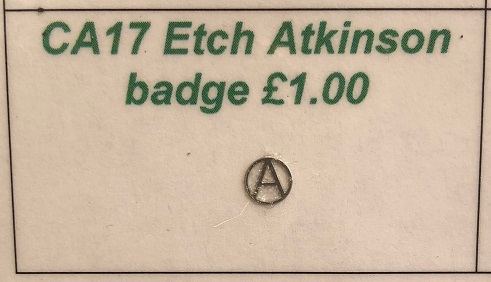 CA17 Etch Atkinson
badge £1.00
A